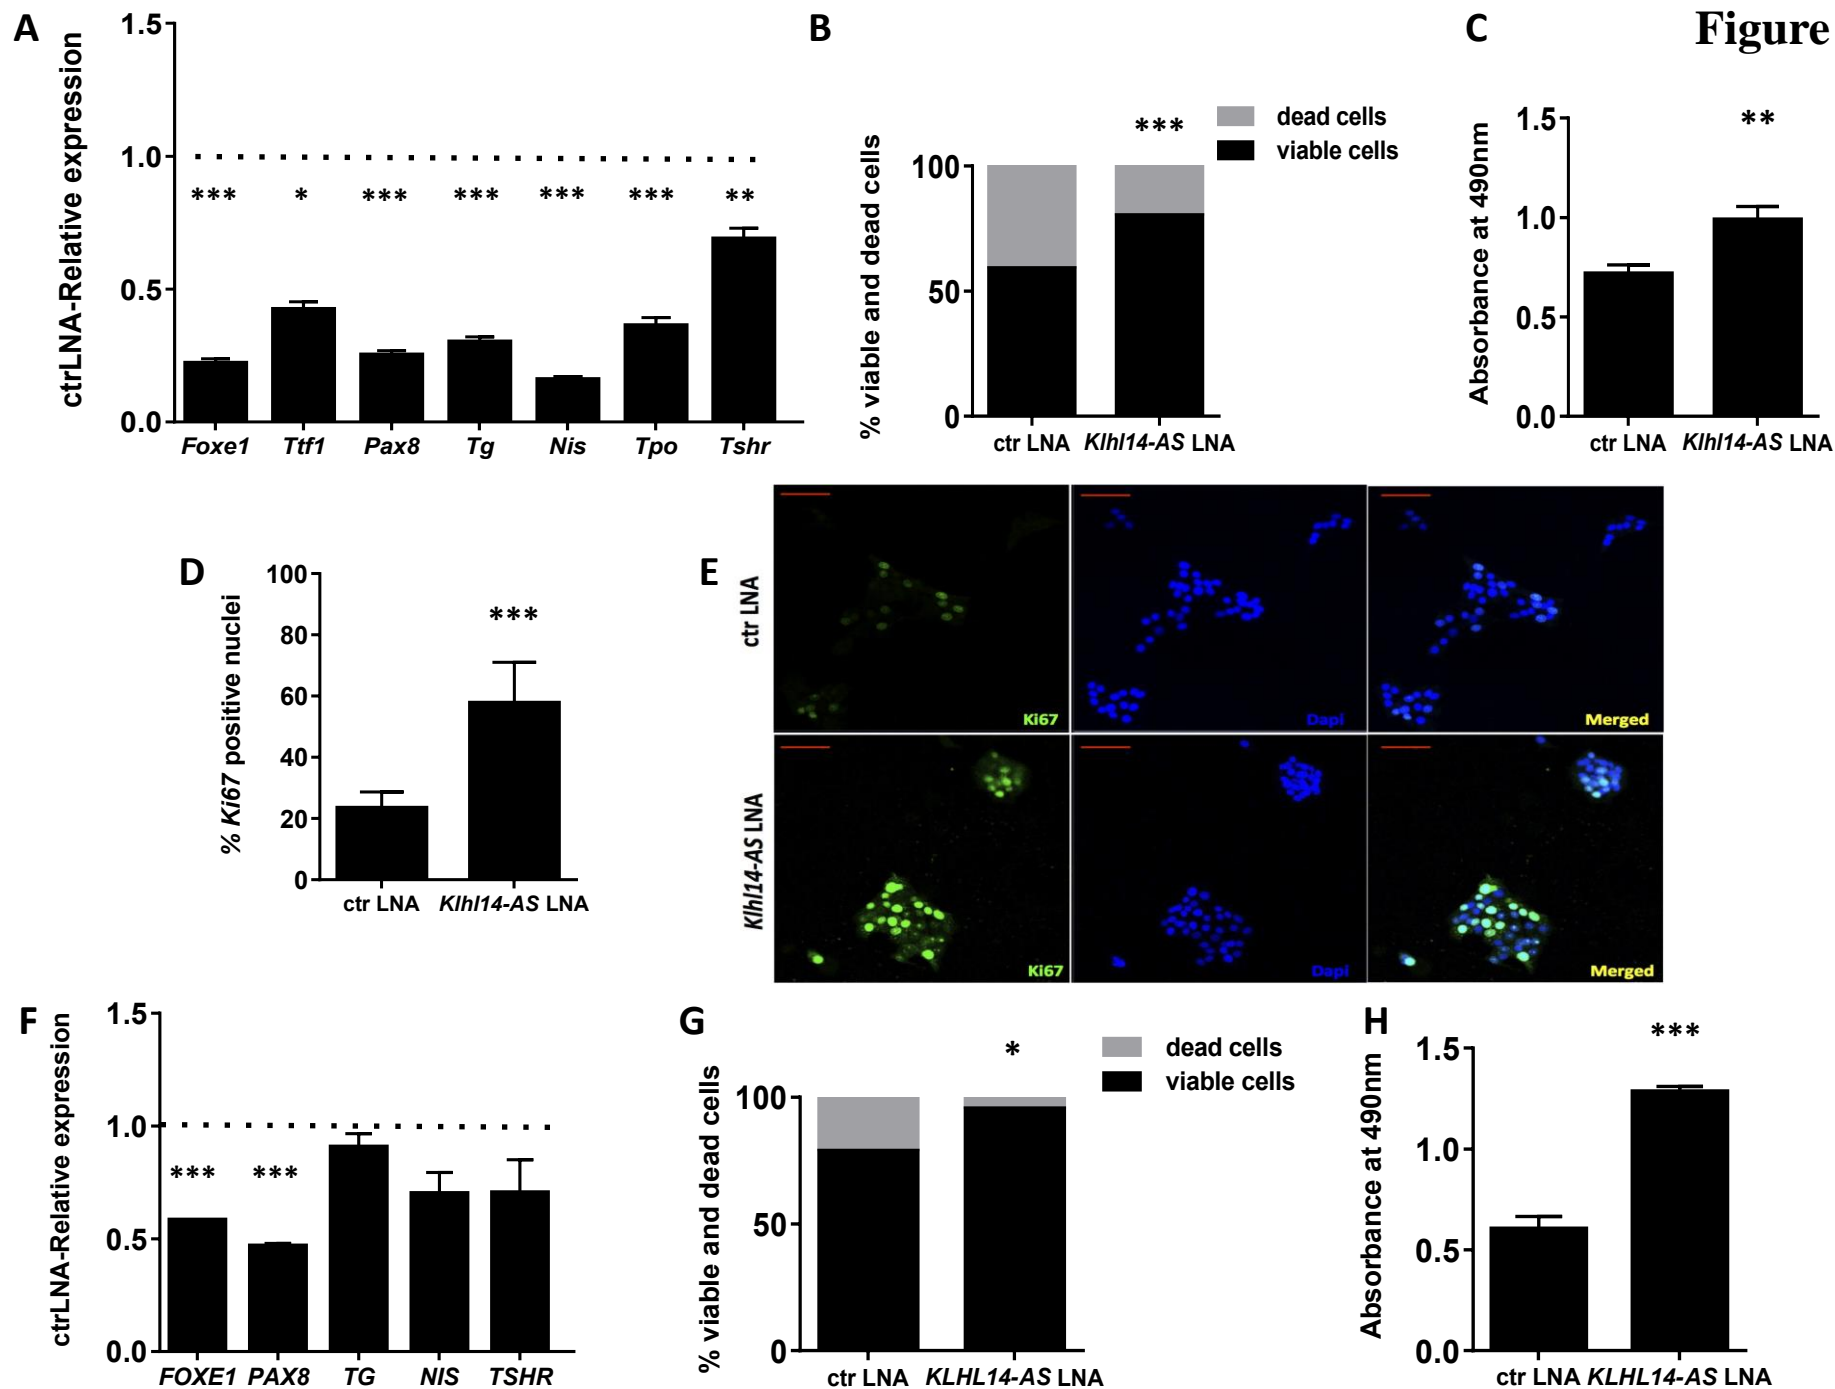 Figure
A
ctrLNA-Relative expression
1.5
1.0
0.5
0.0
*** * *** *** *** *** **
Foxe1 Ttf1 Pax8 Tg Nis Tpo Tshr
B
% viable and dead cells
100
50
0
***
dead cells
viable cells
ctr LNA Klhl14-AS LNA
C
Absorbance at 490nm
1.5
1.0
0.5
0.0
**
ctr LNA Klhl14-AS LNA
D
% Ki67 positive nuclei
100
80
60
40
20
0
***
ctr LNA Klhl14-AS LNA
E
ctr LNA
Ki67 Dapi Merged
Klhl14-AS LNA
Ki67 Dapi Merged
F
ctrLNA-Relative expression
1.5
1.0
0.5
0.0
*** ***
FOXE1 PAX8 TG NIS TSHR
G
% viable and dead cells
100
50
0
*
dead cells
viable cells
ctr LNA KLHL14-AS LNA
H
Absorbance at 490nm
1.5
1.0
0.5
0.0
***
ctr LNA KLHL14-AS LNA